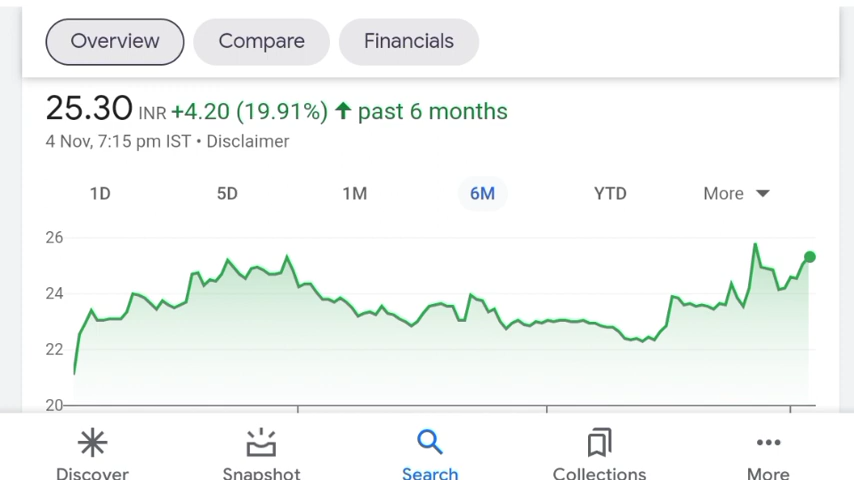 Overview Compare Financials
25.30 INR +4.20 (19.91%) ↑ past 6 months
4 Nov, 7:15 pm IST • Disclaimer
1D 5D 1M 6M YTD More
26
24
22
20
Discover Snapshot Search Collections More